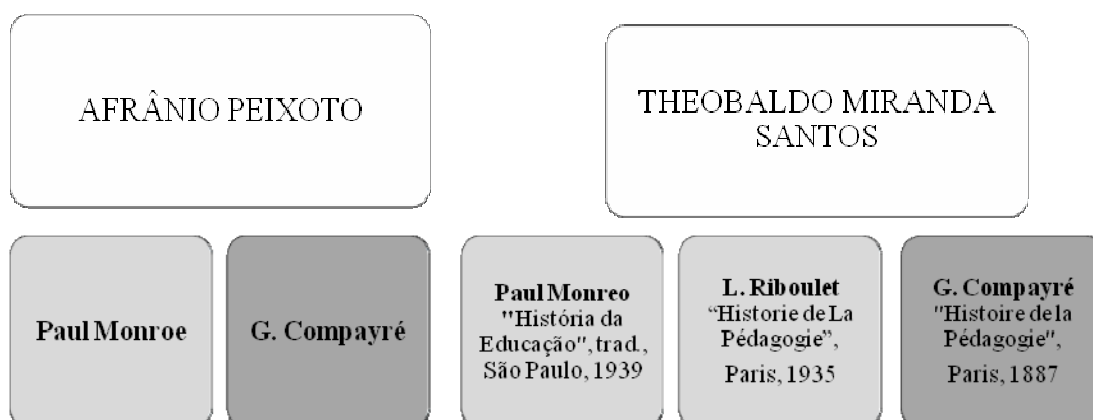 AFRÂNIO PEIXOTO
THEOBALDO MIRANDA
SANTOS
Paul Monroe
G. Compayré
Paul Monreo
"História da
Educação", trad.,
São Paulo, 1939
L. Riboulet
“Historie de La
Pédagogie”,
Paris, 1935
G. Compayré
"Histoire de la
Pédagogie",
Paris, 1887